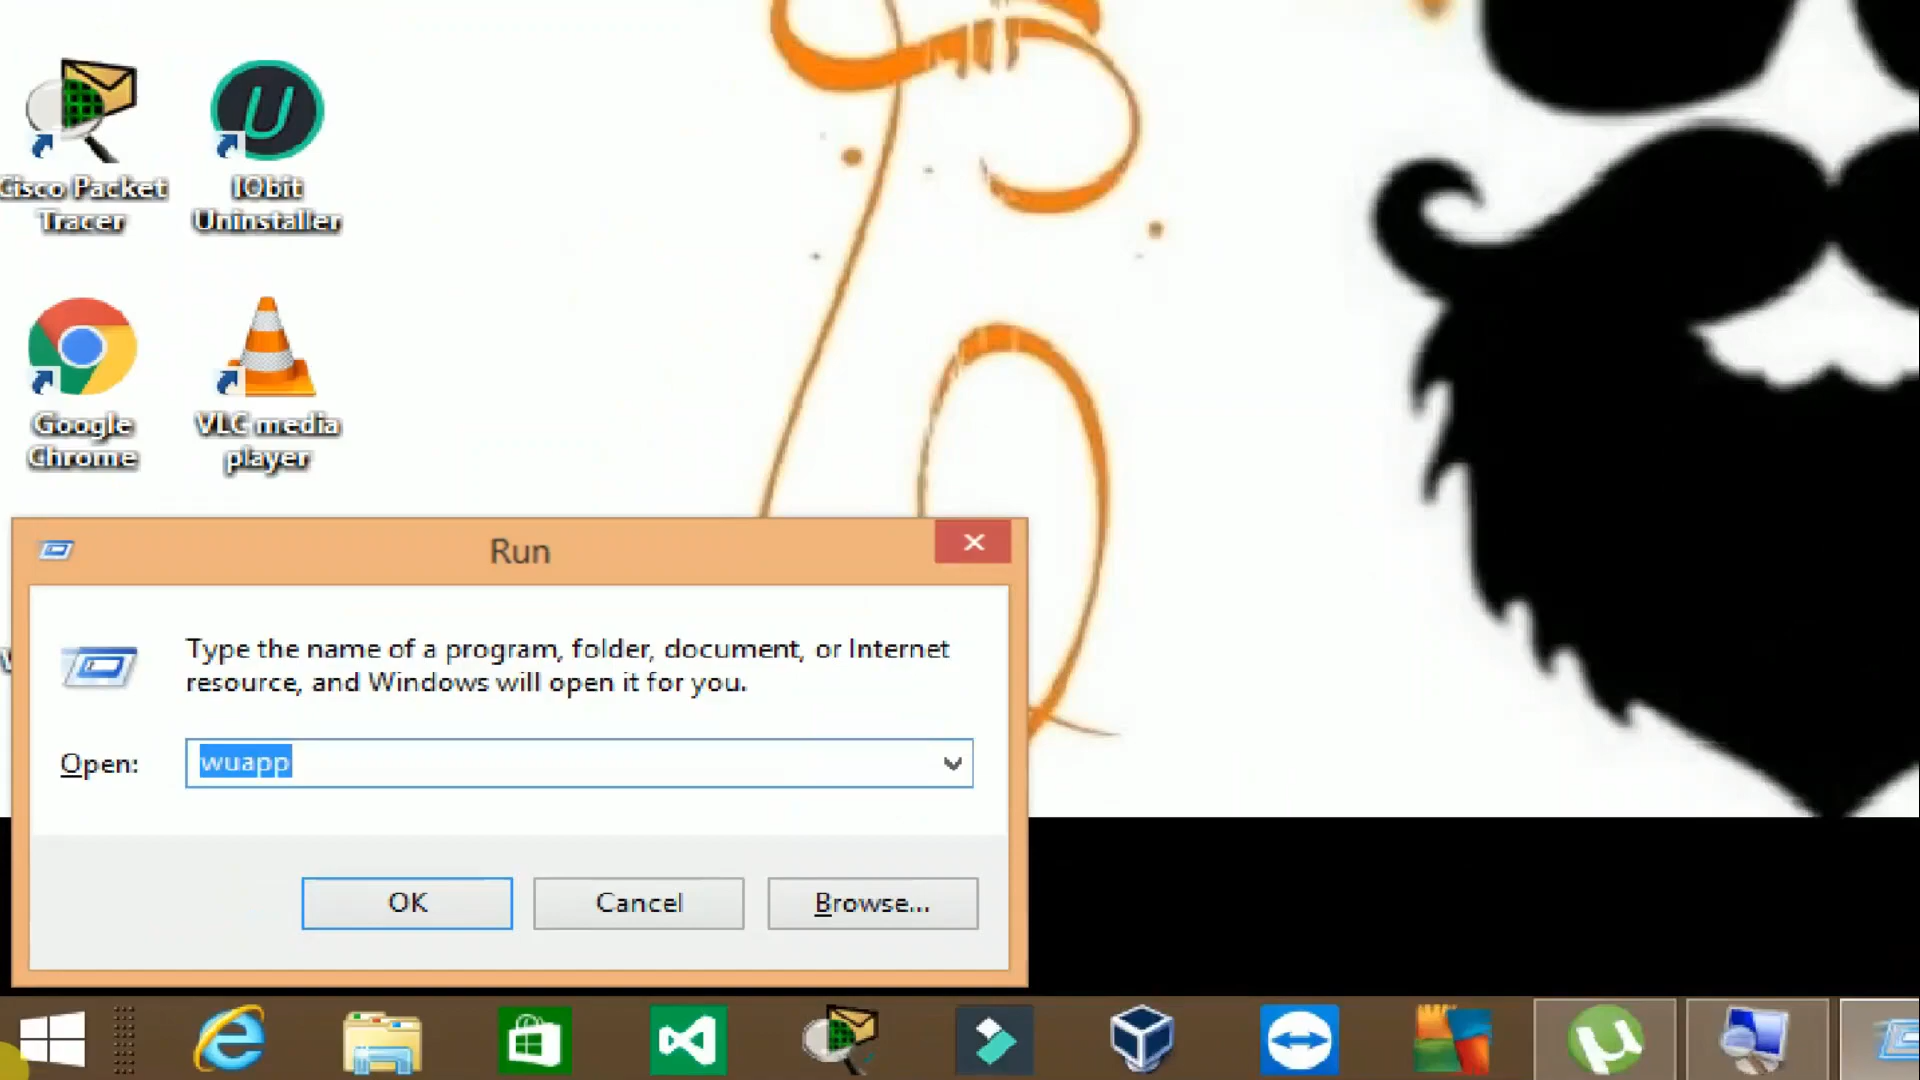 Cisco Packet
Tracer
IObit
Uninstaller
Google
Chrome
VLC media
player
Run
Type the name of a program, folder, document, or Internet
resource, and Windows will open it for you.
Open:
wuapp
OK
Cancel
Browse...